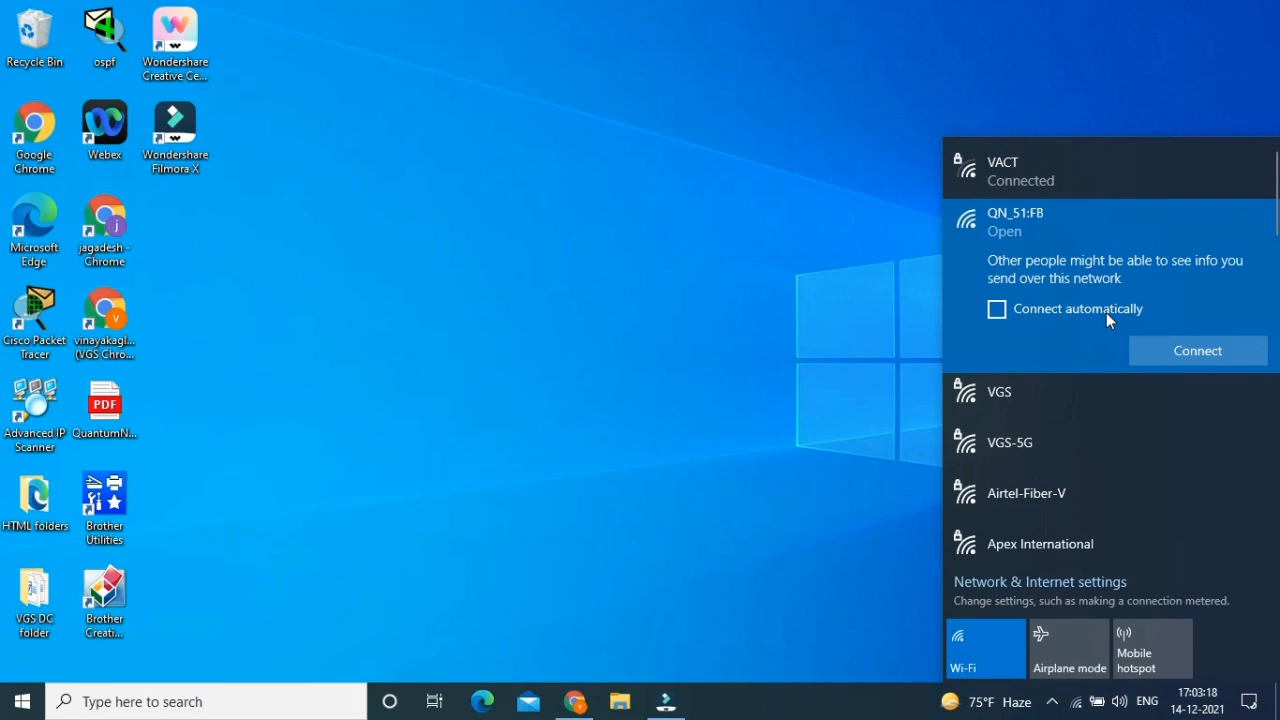 Recycle Bin
ospf
Wondershare
Creative Ce...
Google
Chrome
Webex
Wondershare
Filmora X
Microsoft
Edge
jagadesh -
Chrome
j
Cisco Packet
Tracer
vinayakagl...
(VGS Chro...
V
Advanced IP
Scanner
PDF
QuantumN...
HTML folders
Brother
Utilities
VGS DC
folder
Brother
Creati...
VACT
Connected
QN_51:FB
Open
Other people might be able to see info you
send over this network
Connect automatically
Connect
VGS
VGS-5G
Airtel-Fiber-V
Apex International
Network & Internet settings
Change settings, such as making a connection metered.
Wi-Fi
Airplane mode
Mobile
hotspot
Type here to search
75°F Haze
ENG
17:03:18
14-12-2021